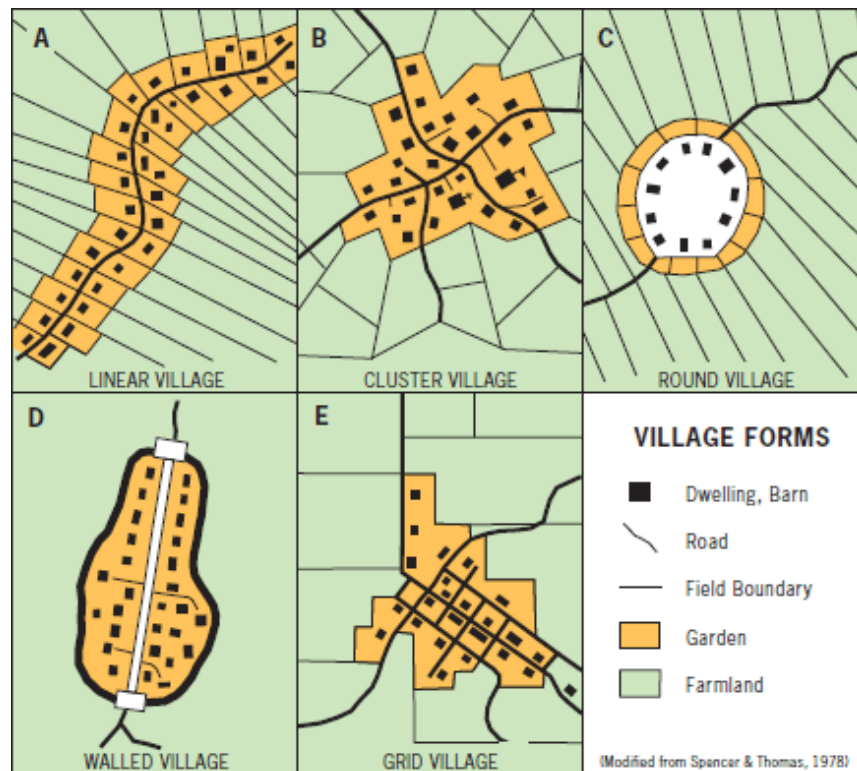 A
LINEAR VILLAGE
B
CLUSTER VILLAGE
C
ROUND VILLAGE
D
WALLED VILLAGE
E
GRID VILLAGE
VILLAGE FORMS
Dwelling, Barn
Road
Field Boundary
Garden
Farmland
(Modified from Spencer & Thomas, 1978)